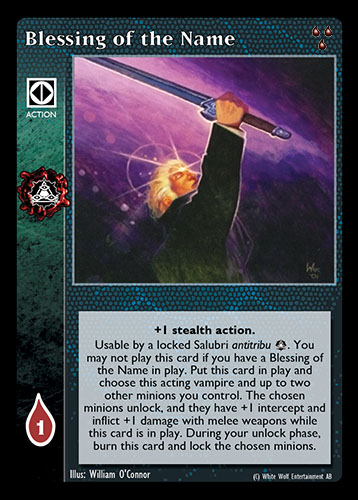 Blessing of the Name
ACTION
+1 stealth action.
Usable by a locked Salubri antitribu. You
may not play this card if you have a Blessing of
the Name in play. Put this card in play and
choose this acting vampire and up to two
other minions you control. The chosen
minions unlock, and they have +1 intercept and
inflict +1 damage with melee weapons while
this card is in play. During your unlock phase,
burn this card and lock the chosen minions.
1
Illus: William O'Connor
(C) White Wolf Entertainment AB